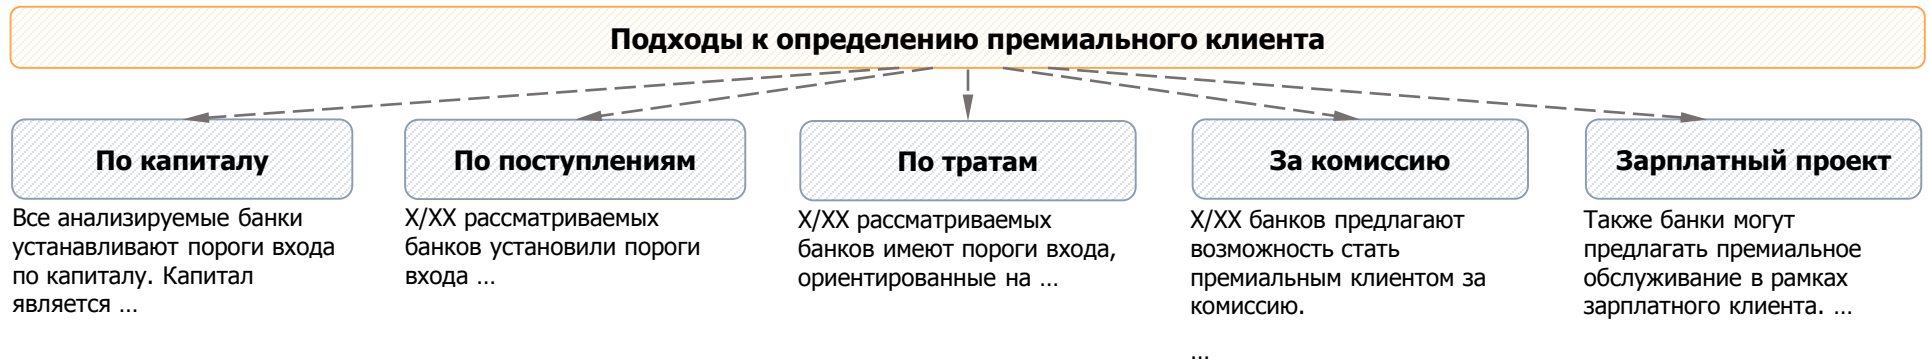 Подходы к определению премиального клиента
По капиталу
Все анализируемые банки
устанавливают пороги входа
по капиталу. Капитал
является ...
По поступлениям
X/XX рассматриваемых
банков установили пороги
входа ...
По тратам
X/XX рассматриваемых
банков имеют пороги входа,
ориентированные на ...
За комиссию
X/XX банков предлагают
возможность стать
премиальным клиентом за
комиссию.
...
Зарплатный проект
Также банки могут
предлагать премиальное
обслуживание в рамках
зарплатного клиента. ...